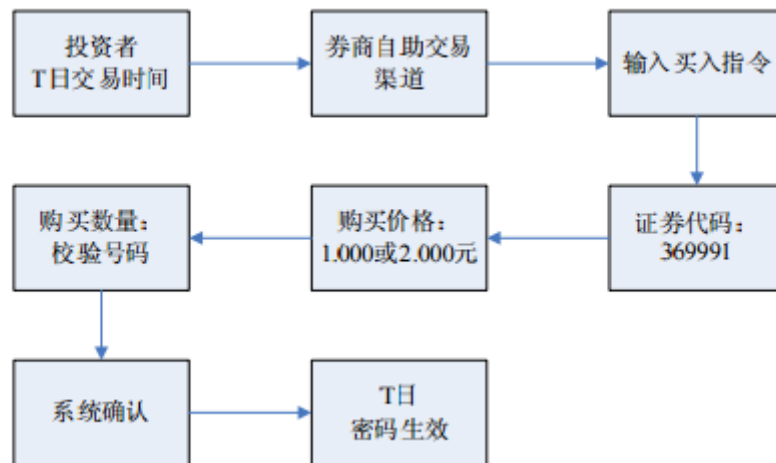 投资者
T日交易时间
券商自助交易
渠道
输入买入指令
证券代码：
369991
购买价格：
1.000或2.000元
购买数量：
校验号码
系统确认
T日
密码生效